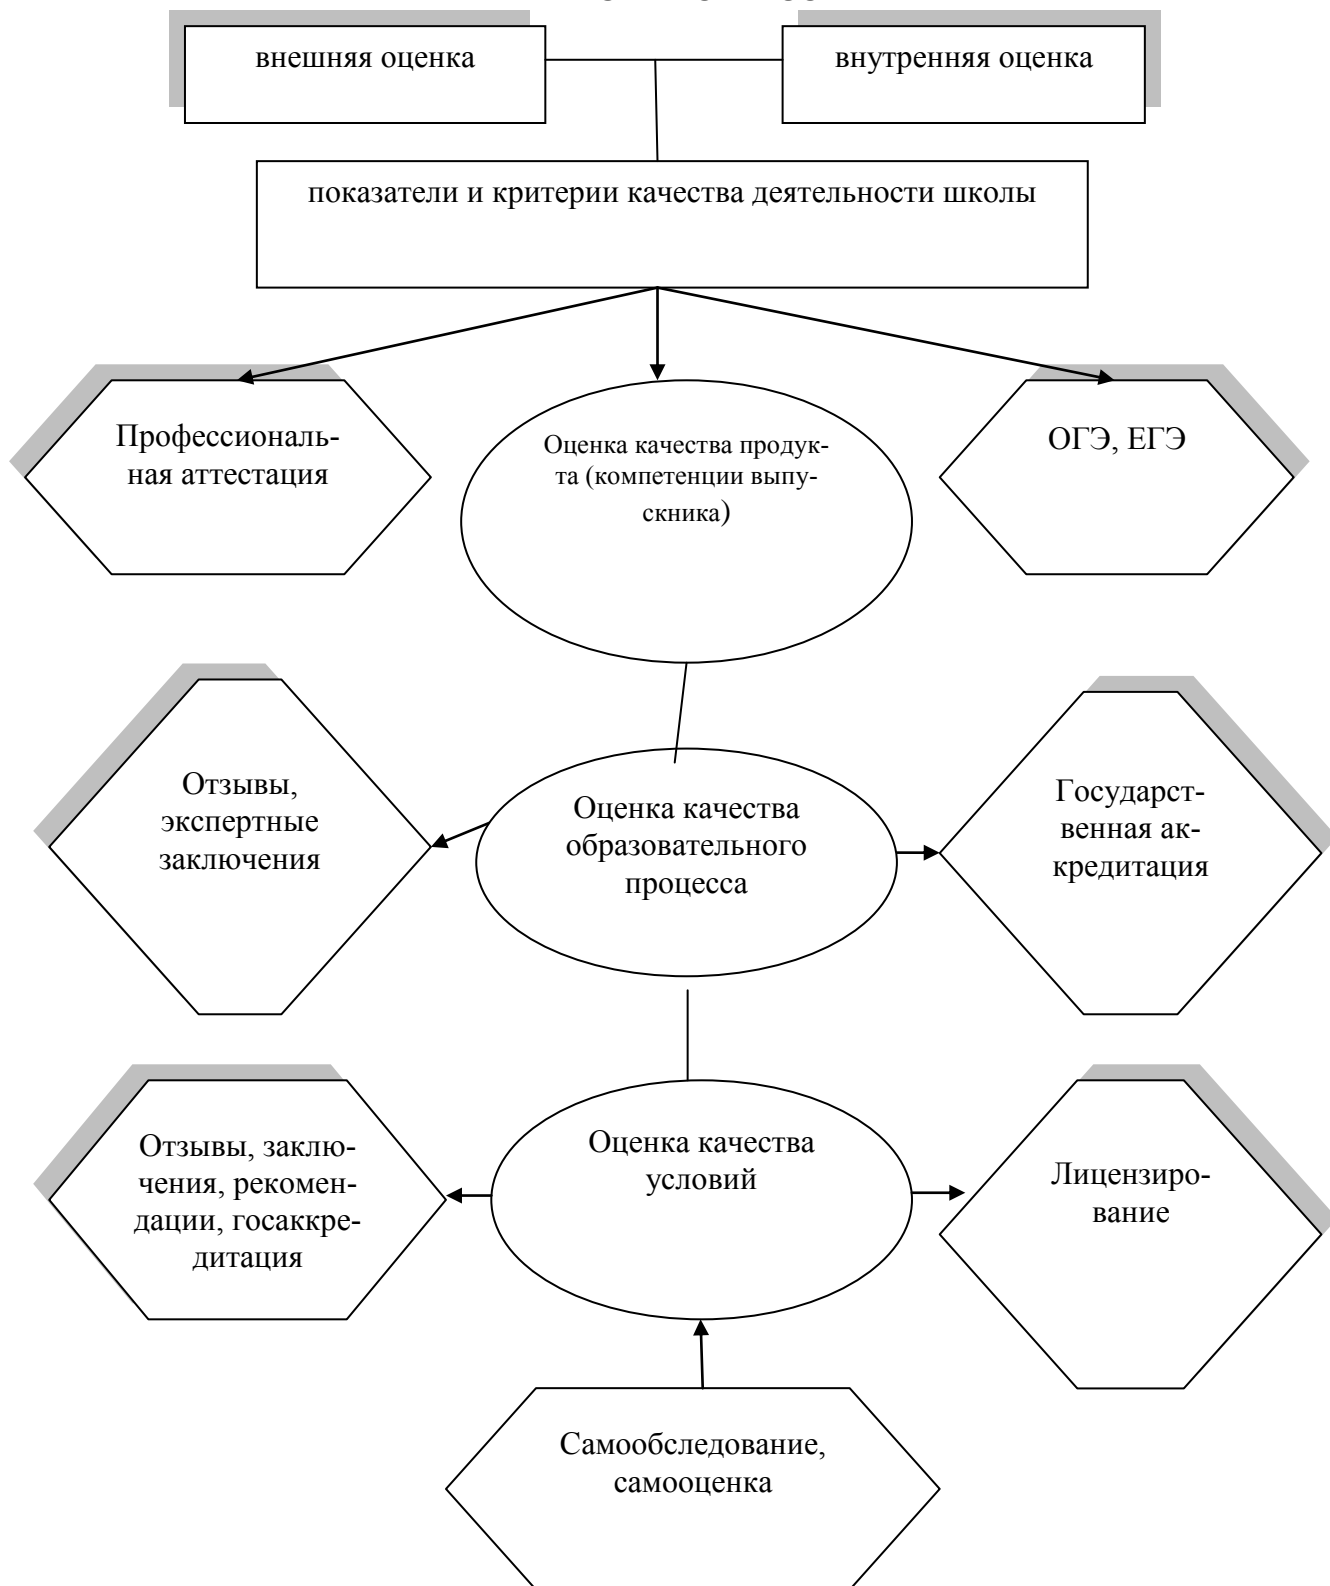 внешняя оценка
внутренняя оценка
показатели и критерии качества деятельности школы
Профессиональ-
ная аттестация
Оценка качества продук-
та (компетенции выпу-
скника)
ОГЭ, ЕГЭ
Отзывы,
экспертные
заключения
Оценка качества
образовательного
процесса
Государст-
венная ак-
кредитация
Отзывы, заклю-
чения, рекомен-
дации, госаккре-
дитация
Оценка качества
условий
Лицензиро-
вание
Самообследование,
самооценка